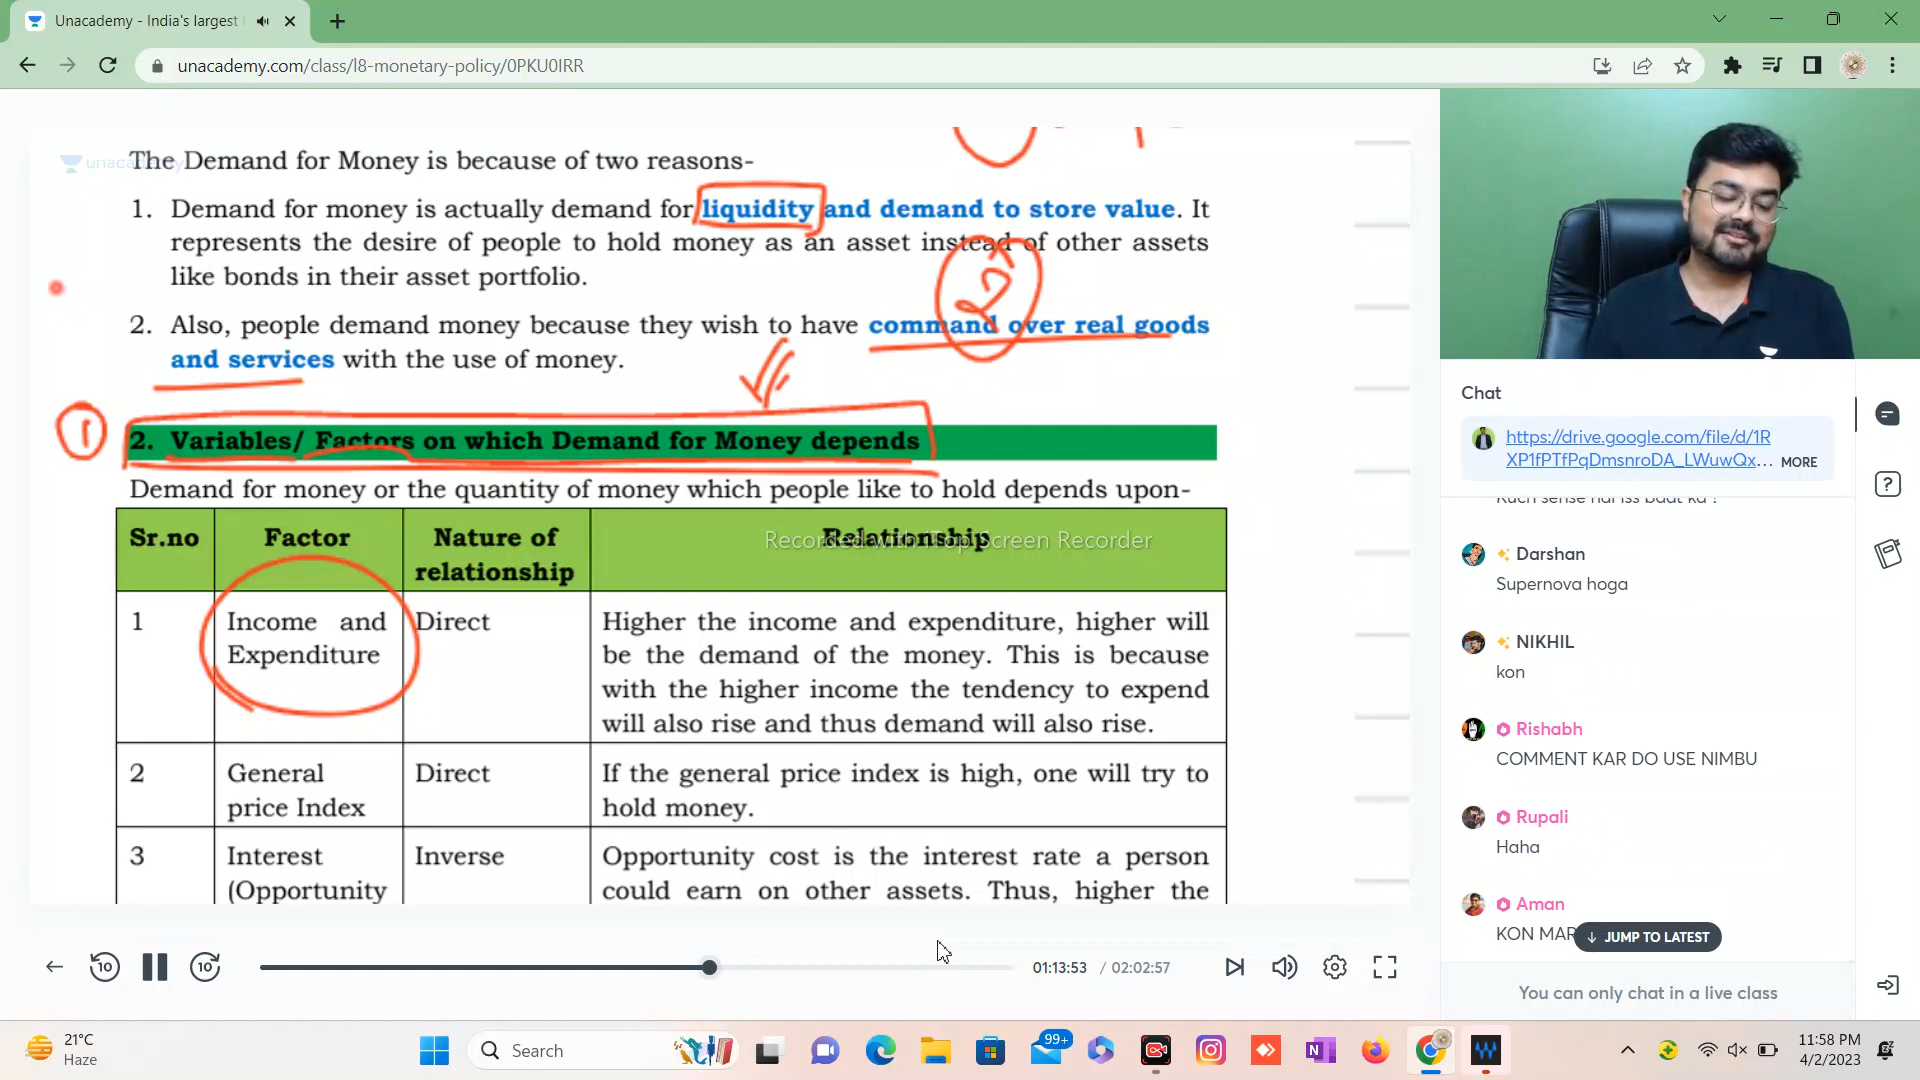 Unacademy - India's largest
unacademy.com/class/l8-monetary-policy/0PKU0IRR
unacademy
The Demand for Money is because of two reasons-
1. Demand for money is actually demand for liquidity and demand to store value. It
represents the desire of people to hold money as an asset instead of other assets
like bonds in their asset portfolio.
2
2. Also, people demand money because they wish to have command over real goods
and services with the use of money.
1
2. Variables/ Factors on which Demand for Money depends
Demand for money or the quantity of money which people like to hold depends upon-
Sr.no Factor Nature of relationship Relationship
Recorded with iTop Screen Recorder
1 Income and Expenditure Direct Higher the income and expenditure, higher will
be the demand of the money. This is because
with the higher income the tendency to expend
will also rise and thus demand will also rise.
2 General price Index Direct If the general price index is high, one will try to
hold money.
3 Interest (Opportunity Inverse Opportunity cost is the interest rate a person
could earn on other assets. Thus, higher the
10
10
01:13:53 / 02:02:57
Chat
https://drive.google.com/file/d/1R
XP1fPTfPqDmsnroDA_LWuwQx... MORE
Kuch sense hai iss baat ka ?
Darshan
Supernova hoga
NIKHIL
kon
Rishabh
COMMENT KAR DO USE NIMBU
Rupali
Haha
Aman
KON MAR
JUMP TO LATEST
You can only chat in a live class
21°C
Haze
Search
99+
11:58 PM
4/2/2023